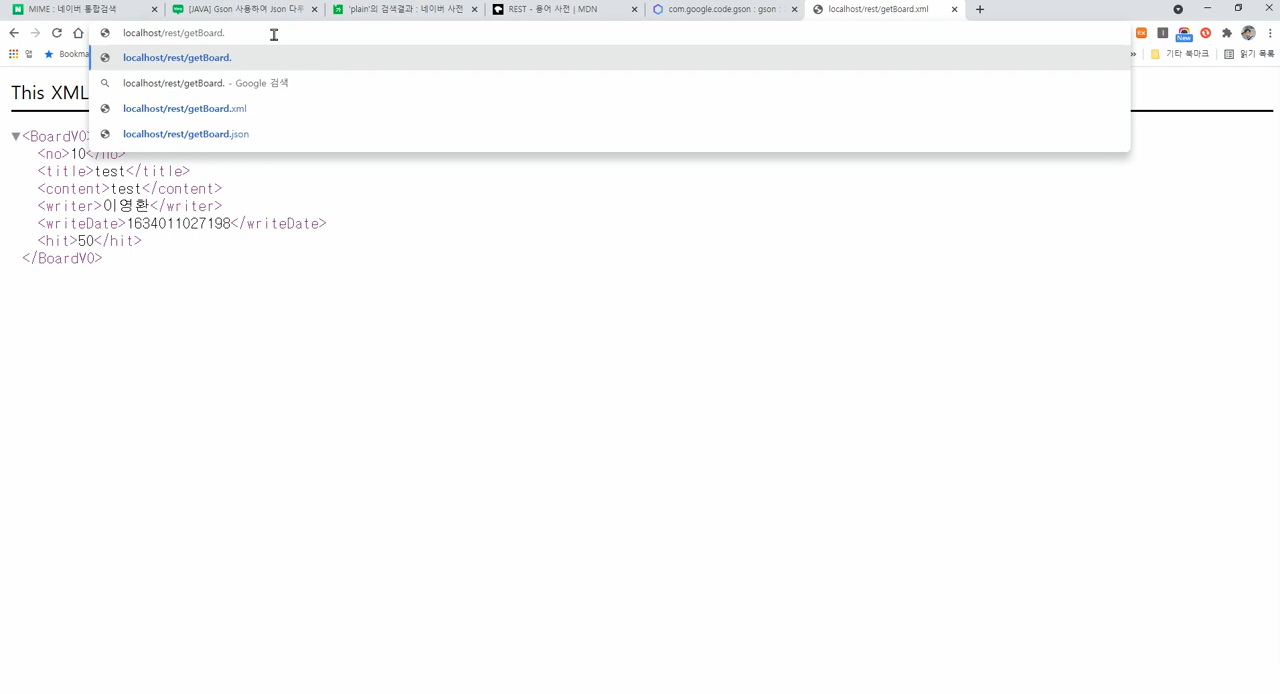 MIME : 네이버 통합검색
[JAVA] Gson 사용하여 Json 다루
'plain'의 검색결과 : 네이버 사전
REST - 용어 사전 | MDN
com.google.code.gson : gson :
localhost/rest/getBoard.xml
localhost/rest/getBoard.
앱
Bookma
New
기타 북마크
읽기 목록
localhost/rest/getBoard.
localhost/rest/getBoard. - Google 검색
localhost/rest/getBoard.xml
localhost/rest/getBoard.json
This XML
▼<BoardVO>
<no>10</no>
<title>test</title>
<content>test</content>
<writer>이영환</writer>
<writeDate>1634011027198</writeDate>
<hit>50</hit>
</BoardVO>